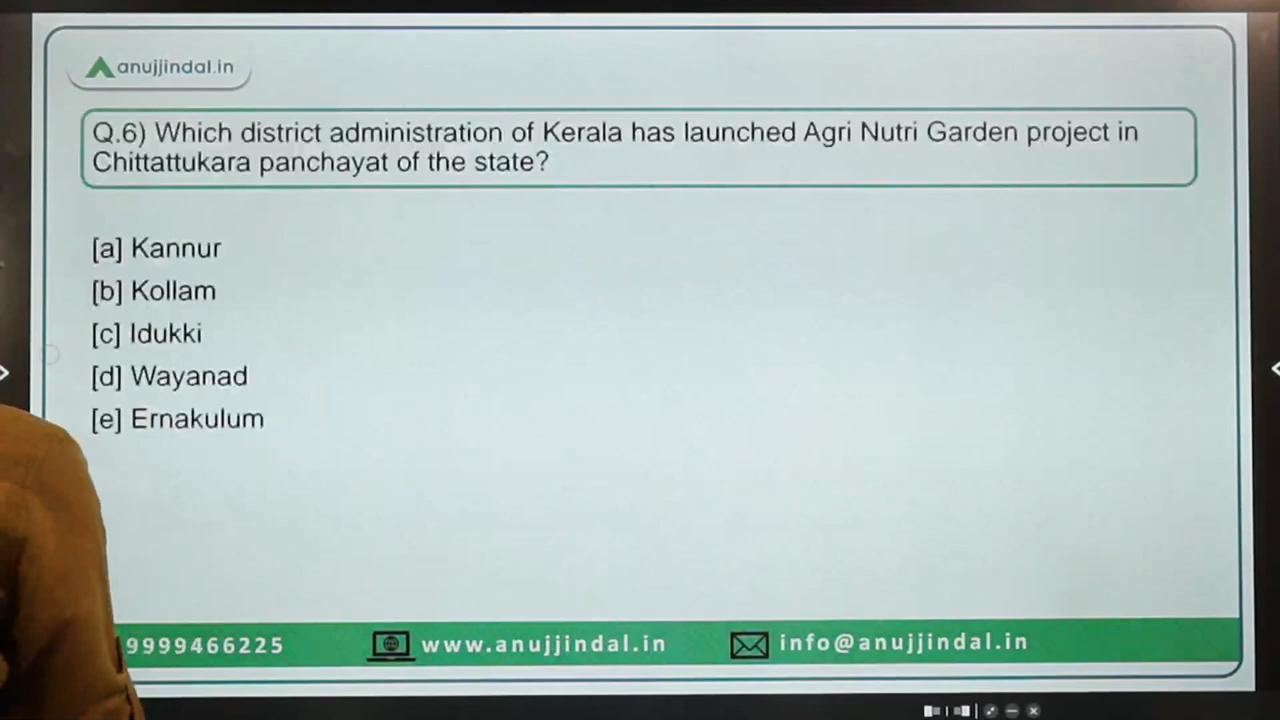 anujjindal.in
Q.6) Which district administration of Kerala has launched Agri Nutri Garden project in
Chittattukara panchayat of the state?
[a] Kannur
[b] Kollam
[c] Idukki
[d] Wayanad
[e] Ernakulum
9999466225 www.anujjindal.in info@anujjindal.in